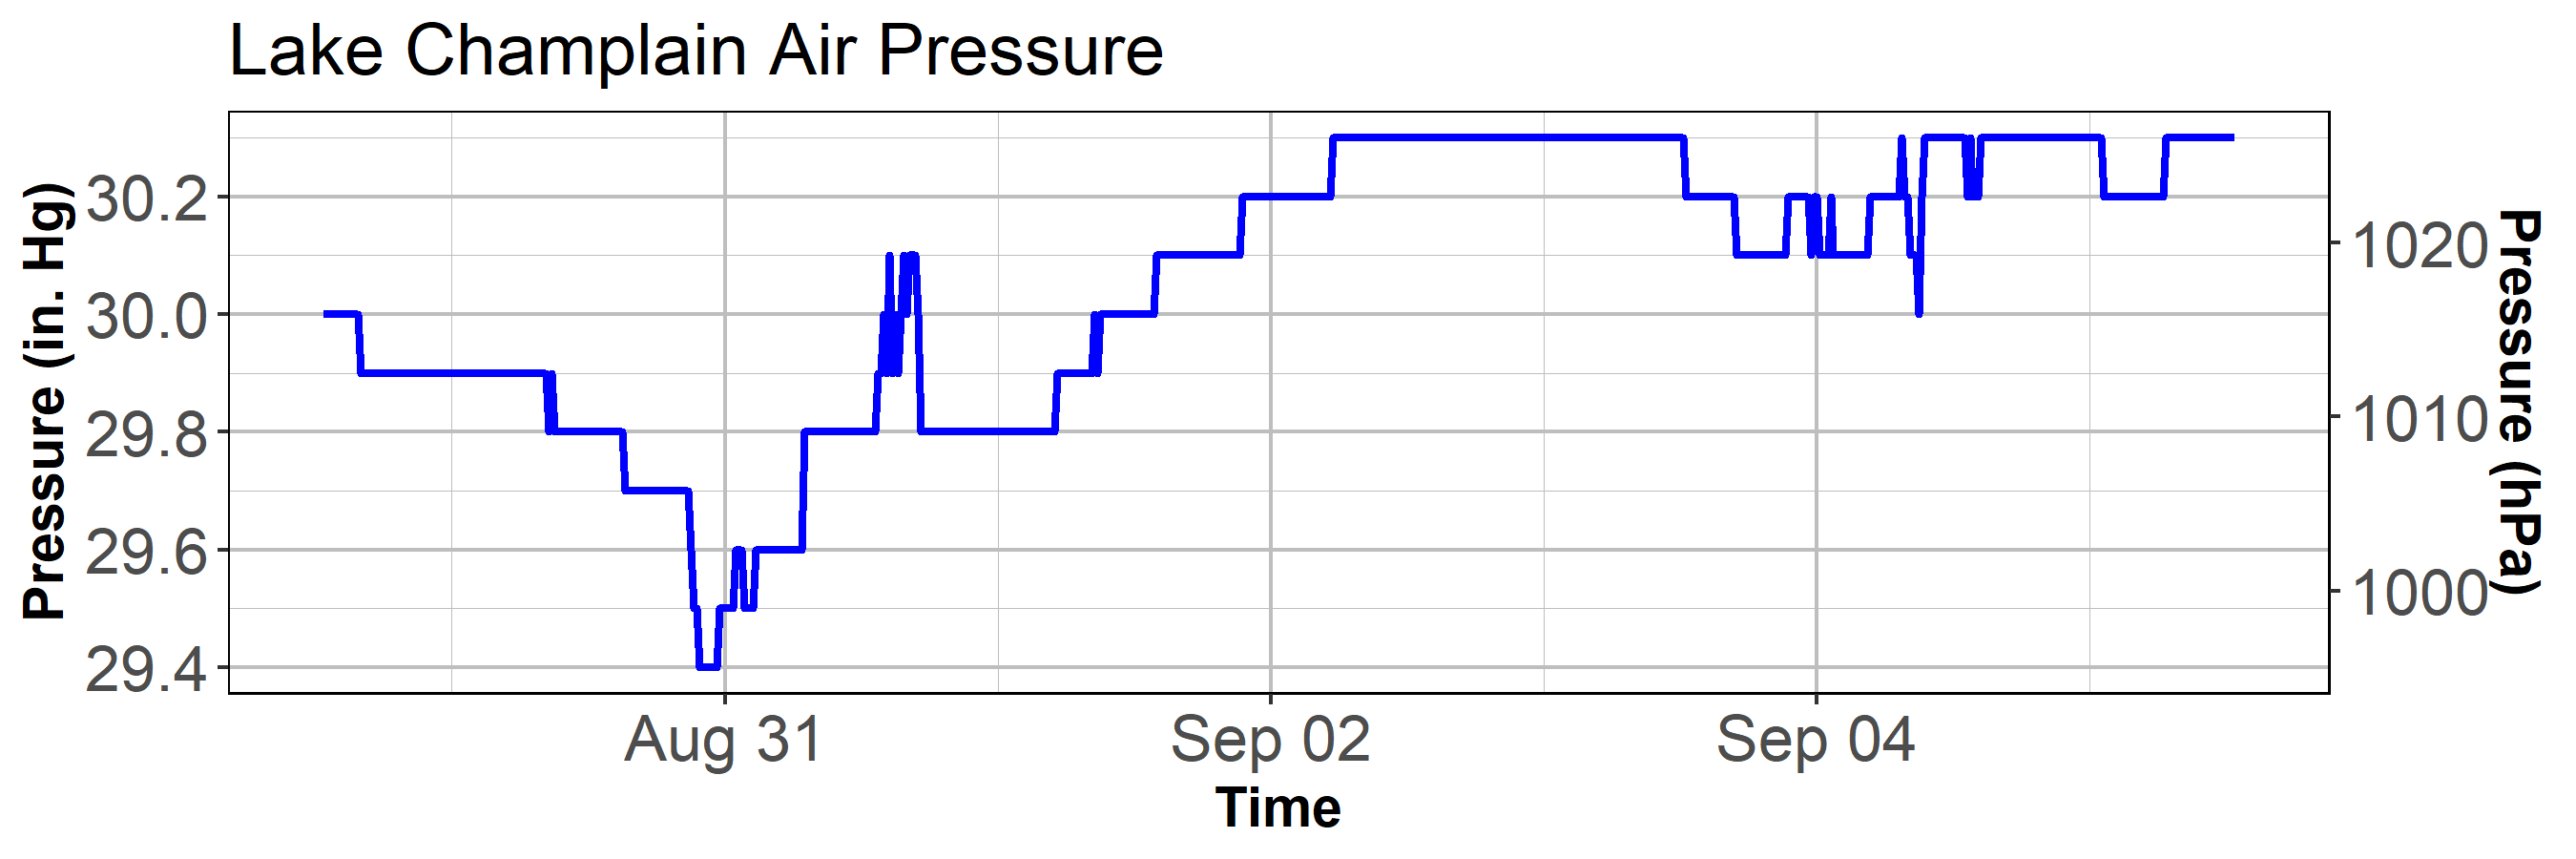 Lake Champlain Air Pressure
Pressure (in. Hg)
30.2
30.0
29.8
29.6
29.4
1020
1010
1000
Pressure (hPa)
Aug 31
Sep 02
Sep 04
Time